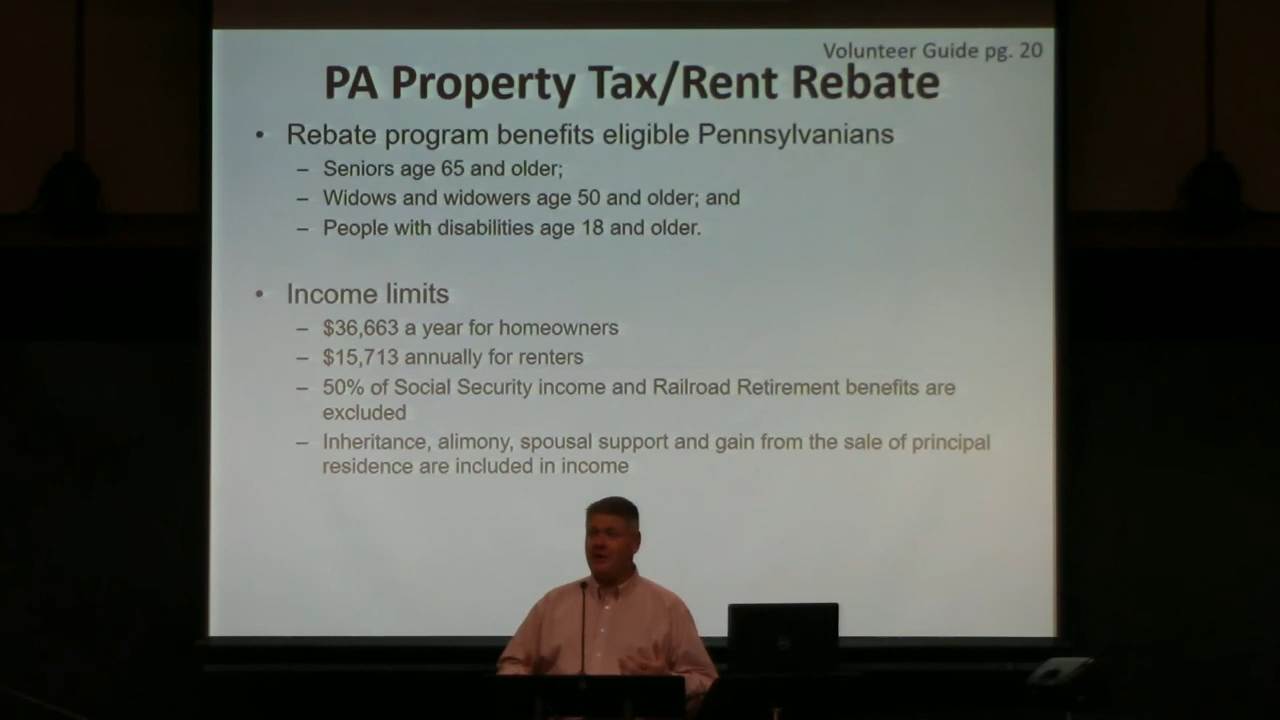 Volunteer Guide pg. 20
PA Property Tax/Rent Rebate
• Rebate program benefits eligible Pennsylvanians
– Seniors age 65 and older;
– Widows and widowers age 50 and older; and
– People with disabilities age 18 and older.
• Income limits
– $36,663 a year for homeowners
– $15,713 annually for renters
– 50% of Social Security income and Railroad Retirement benefits are
excluded
– Inheritance, alimony, spousal support and gain from the sale of principal
residence are included in income